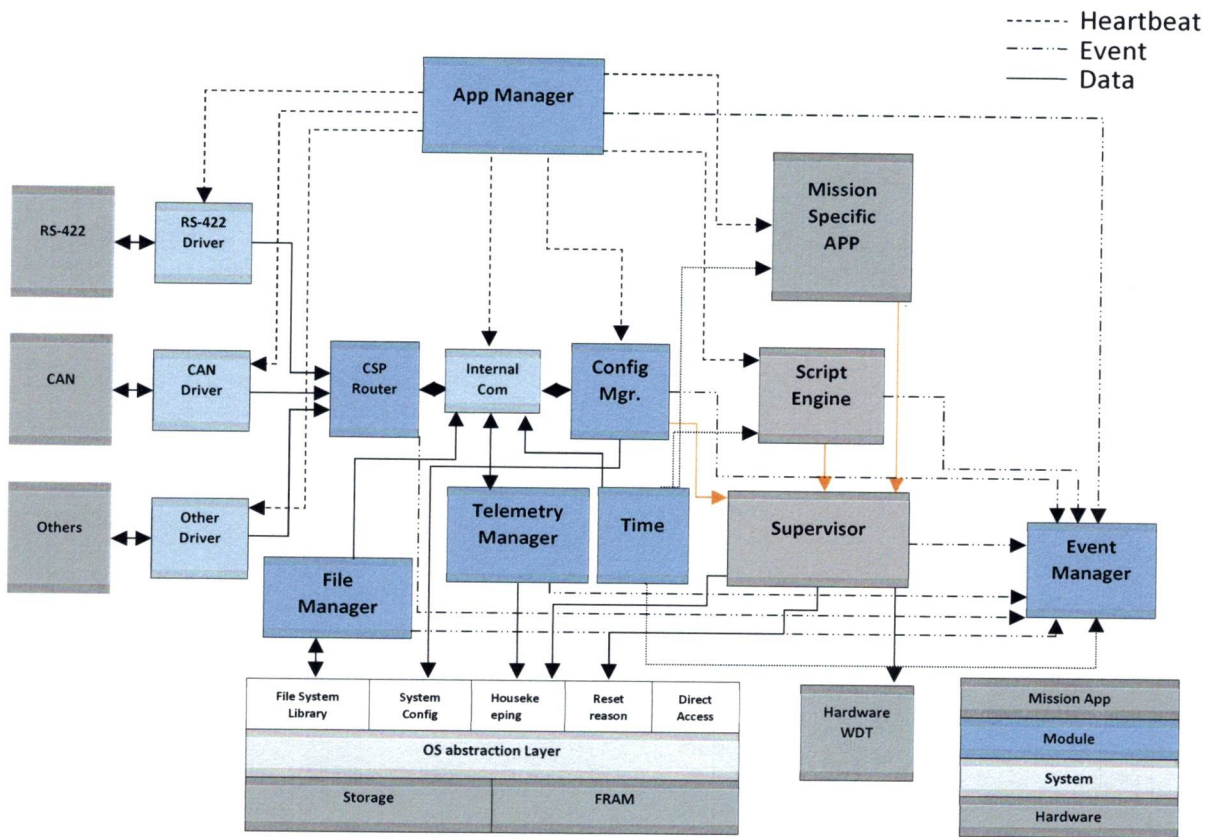 Heartbeat
Event
Data
App Manager
Mission
Specific
APP
RS-422
RS-422
Driver
CAN
CAN
Driver
CSP
Router
Internal
Com
Config
Mgr.
Script
Engine
Others
Other
Driver
Telemetry
Manager
Time
Supervisor
Event
Manager
File
Manager
File System
Library
System
Config
Houseke
eping
Reset
reason
Direct
Access
OS abstraction Layer
Storage
FRAM
Hardware
WDT
Mission App
Module
System
Hardware